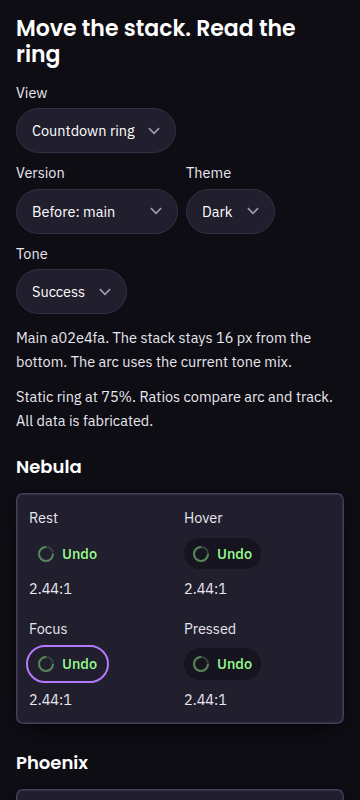 Move the stack. Read the
ring
View
Countdown ring
Version
Theme
Before: main
Dark
Tone
Success
Main a02e4fa. The stack stays 16 px from the
bottom. The arc uses the current tone mix.
Static ring at 75%. Ratios compare arc and track.
All data is fabricated.
Nebula
Rest
Hover
Undo
Undo
2.44:1
2.44:1
Focus
Pressed
Undo
Undo
2.44:1
2.44:1
Phoenix